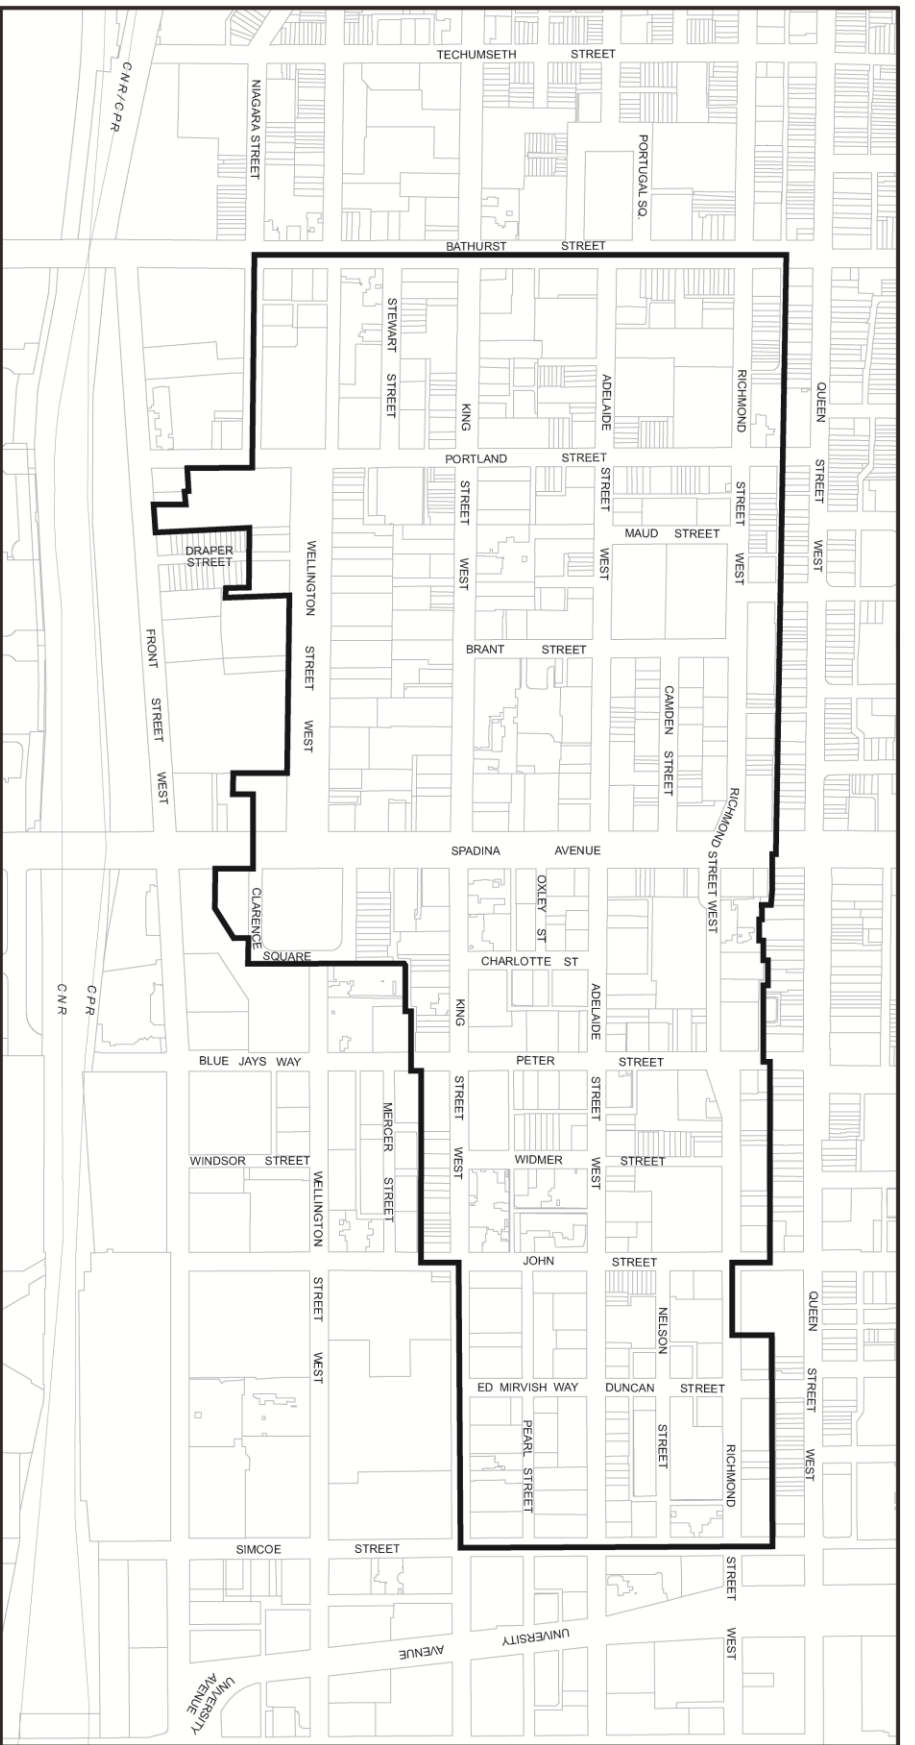 TECHUMSETH STREET
CNR/CPR
NIAGARA STREET
PORTUGAL SQ.
BATHURST STREET
STEWART STREET
KING
ADELAIDE
RICHMOND
QUEEN
PORTLAND STREET
STREET
STREET
STREET
STREET
MAUD STREET
WEST
WEST
WEST
WEST
DRAPER
STREET
WELLINGTON STREET WEST
FRONT STREET WEST
BRANT STREET
CAMDEN STREET
RICHMOND STREET WEST
SPADINA AVENUE
OXLEY ST
CLARENCE
SQUARE
CHARLOTTE ST
CNR
CPR
KING
ADELAIDE
BLUE JAYS WAY
PETER STREET
STREET
STREET
MERCER STREET
WEST
WEST
WINDSOR STREET
WIDMER STREET
WELLINGTON
JOHN STREET
STREET
NELSON
QUEEN
WEST
ED MIRVISH WAY
DUNCAN STREET
STREET
PEARL STREET
STREET
RICHMOND
WEST
SIMCOE STREET
STREET
WEST
UNIVERSITY
AVENUE
UNIVERSITY
AVENUE